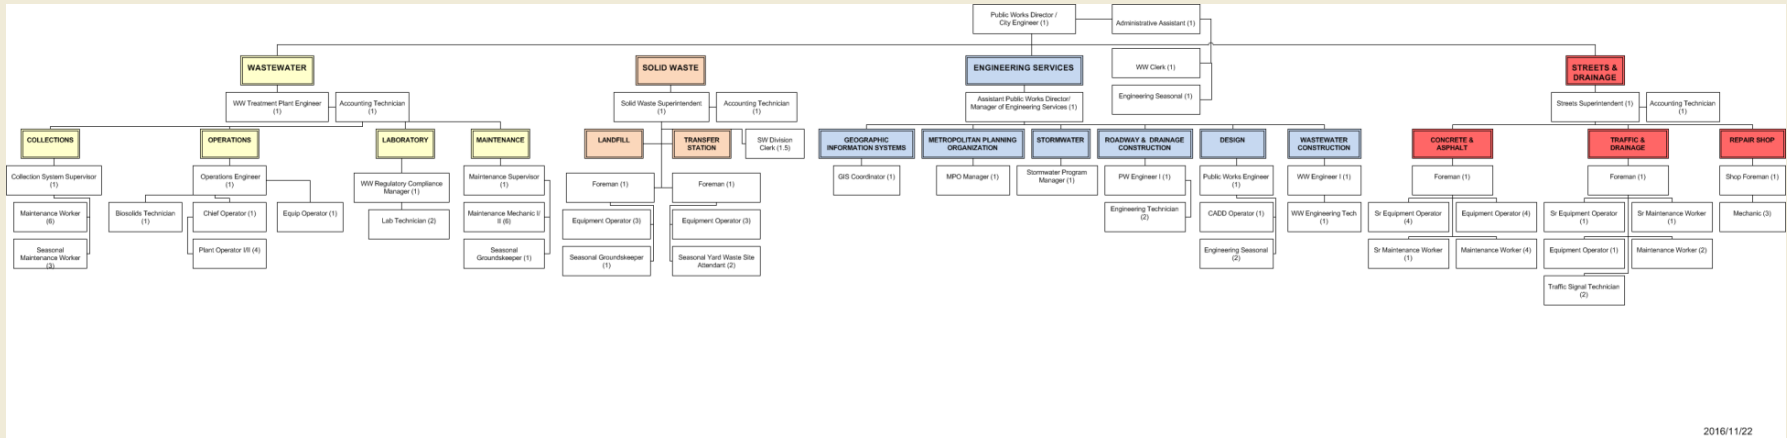 Public Works Director /
City Engineer (1)
Administrative Assistant (1)
WW Clerk (1)
Engineering Seasonal (1)
WASTEWATER
SOLID WASTE
ENGINEERING SERVICES
STREETS &
DRAINAGE
WW Treatment Plant Engineer
(1)
Accounting Technician
(1)
Solid Waste Superintendent
(1)
Accounting Technician
(1)
Assistant Public Works Director/
Manager of Engineering Services (1)
Streets Superintendent (1)
Accounting Technician
(1)
COLLECTIONS
OPERATIONS
LABORATORY
MAINTENANCE
LANDFILL
TRANSFER
STATION
SW Division
Clerk (1.5)
GEOGRAPHIC
INFORMATION SYSTEMS
METROPOLITAN PLANNING
ORGANIZATION
STORMWATER
ROADWAY & DRAINAGE
CONSTRUCTION
DESIGN
WASTEWATER
CONSTRUCTION
CONCRETE &
ASPHALT
TRAFFIC &
DRAINAGE
REPAIR SHOP
Collection System Supervisor
(1)
Operations Engineer
(1)
WW Regulatory Compliance
Manager (1)
Maintenance Supervisor (1)
Foreman (1)
Foreman (1)
GIS Coordinator (1)
MPO Manager (1)
Stormwater Program
Manager (1)
PW Engineer I (1)
Public Works Engineer
(1)
WW Engineer I (1)
Foreman (1)
Foreman (1)
Shop Foreman (1)
Maintenance Worker
(6)
Biosolids Technician
(1)
Chief Operator (1)
Equip Operator (1)
Lab Technician (2)
Maintenance Mechanic I/
II (6)
Equipment Operator (3)
Equipment Operator (3)
Engineering Technician
(2)
CADD Operator (1)
WW Engineering Tech
(1)
Sr Equipment Operator
(4)
Equipment Operator (4)
Sr Equipment Operator
(1)
Sr Maintenance Worker
(1)
Mechanic (3)
Seasonal
Maintenance Worker
(3)
Plant Operator I/II (4)
Seasonal
Groundskeeper (1)
Seasonal Groundskeeper
(1)
Seasonal Yard Waste Site
Attendant (2)
Engineering Seasonal
(2)
Sr Maintenance Worker
(1)
Maintenance Worker (4)
Equipment Operator (1)
Maintenance Worker (2)
Traffic Signal Technician
(2)
2016/11/22